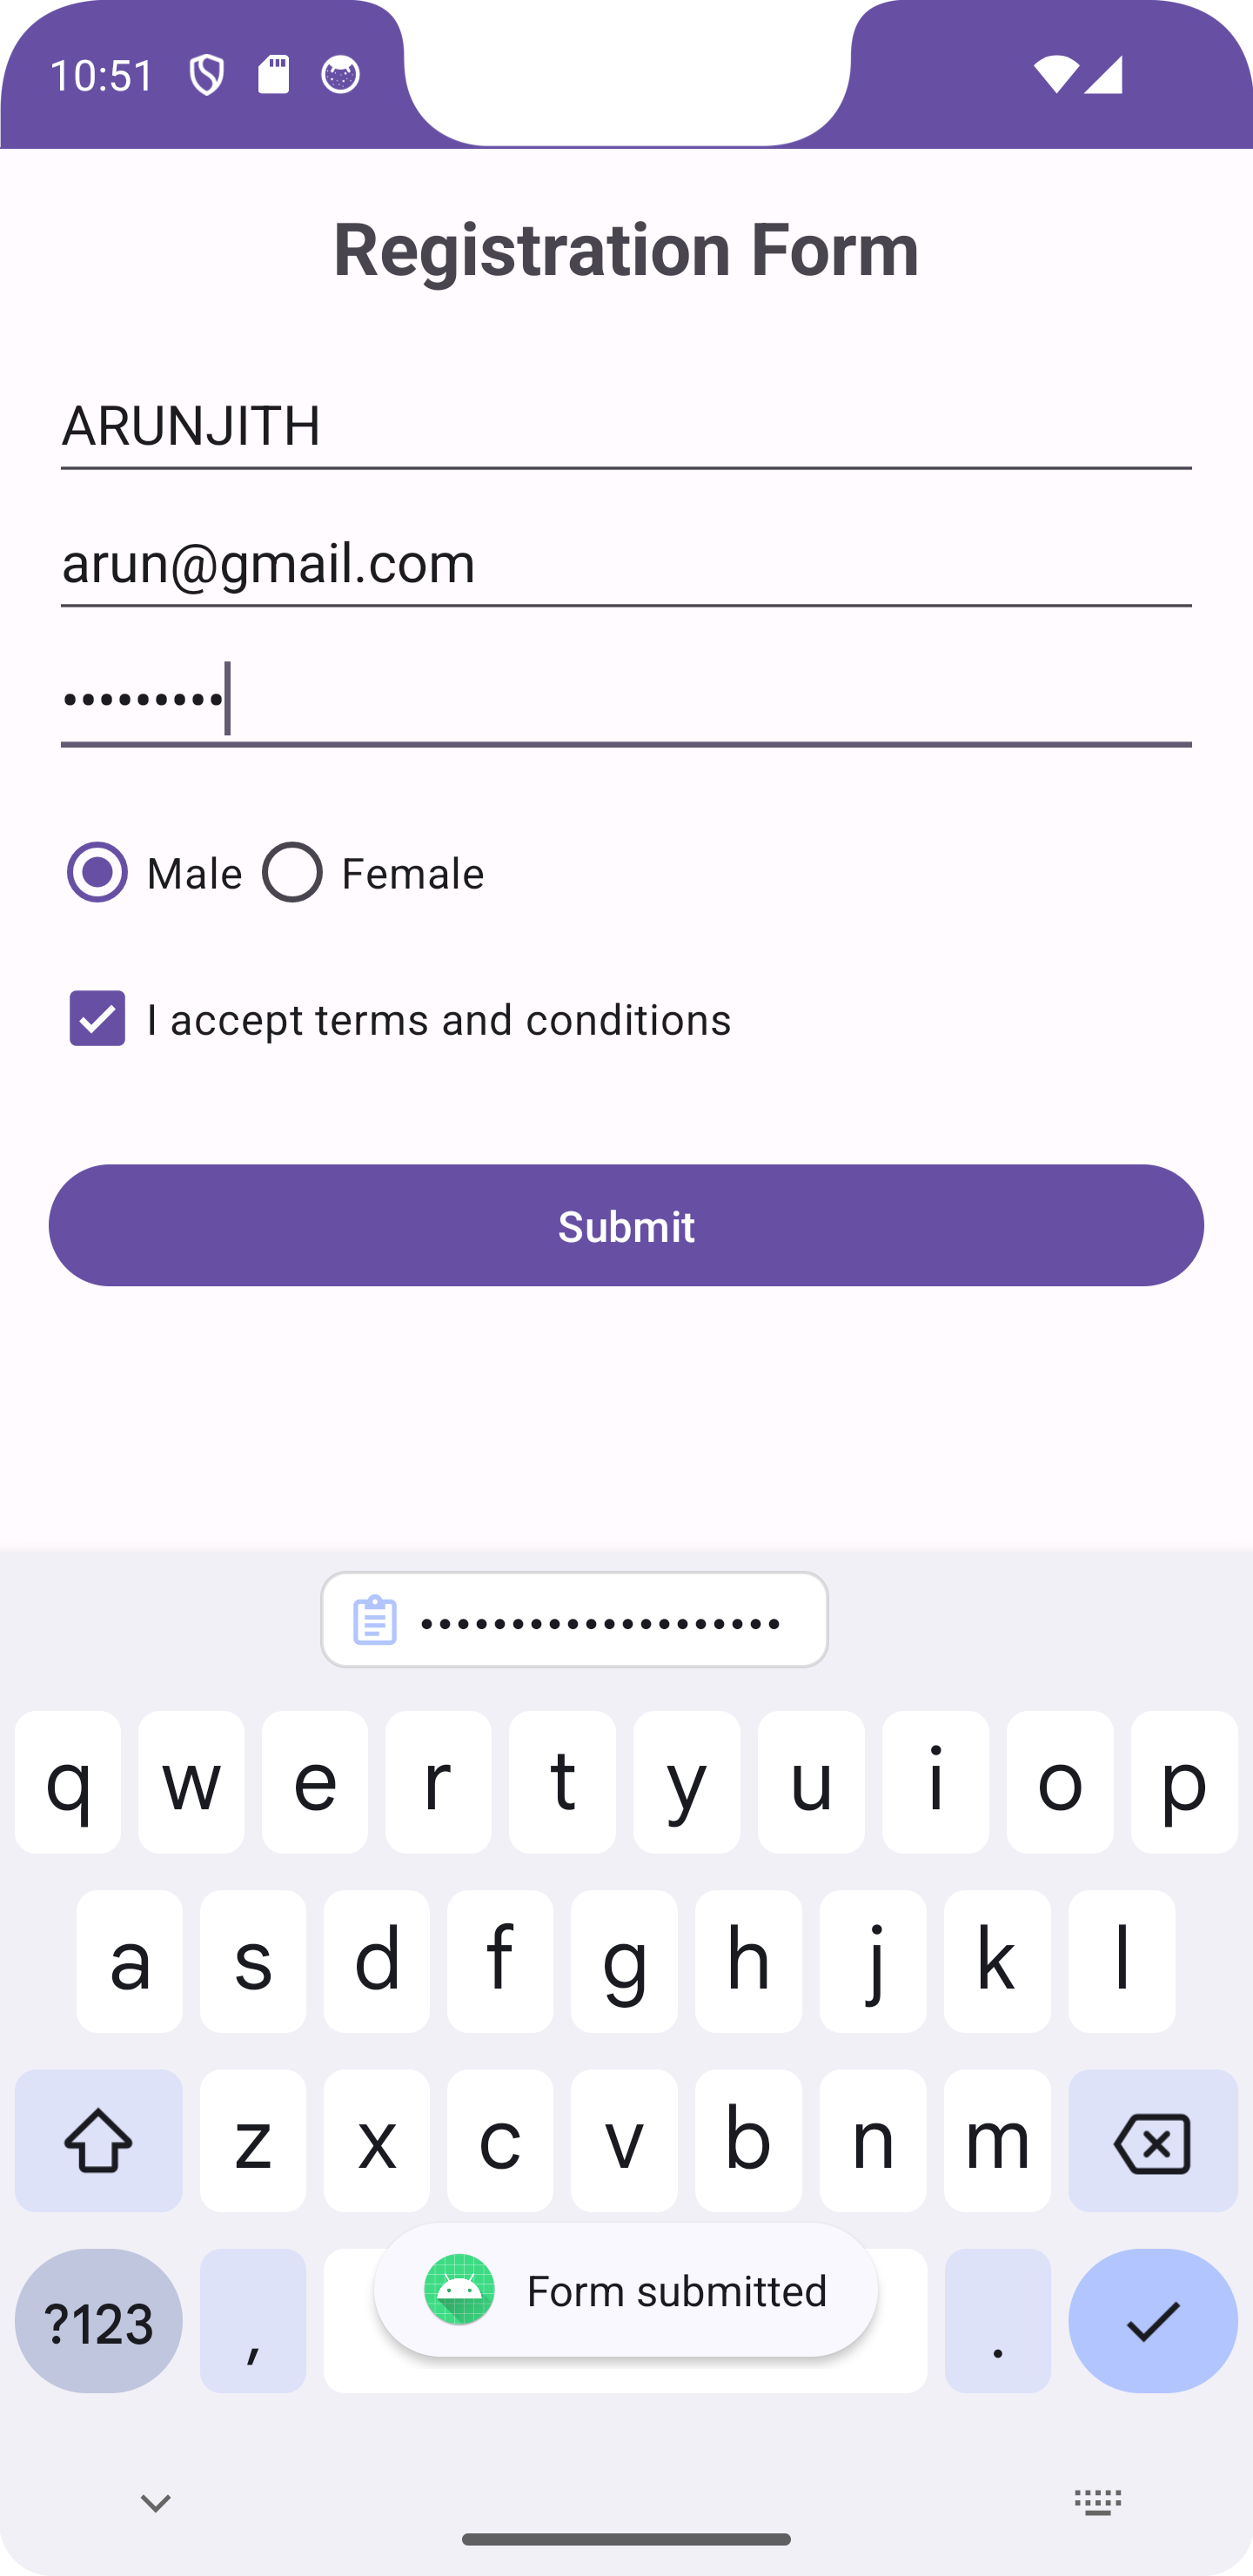 10:51
Registration Form
ARUNJITH
arun@gmail.com
•••••••••
Male Female
I accept terms and conditions
Submit
••••••••••••••••••••
q w e r t y u i o p
a s d f g h j k l
z x c v b n m
?123 , .
Form submitted